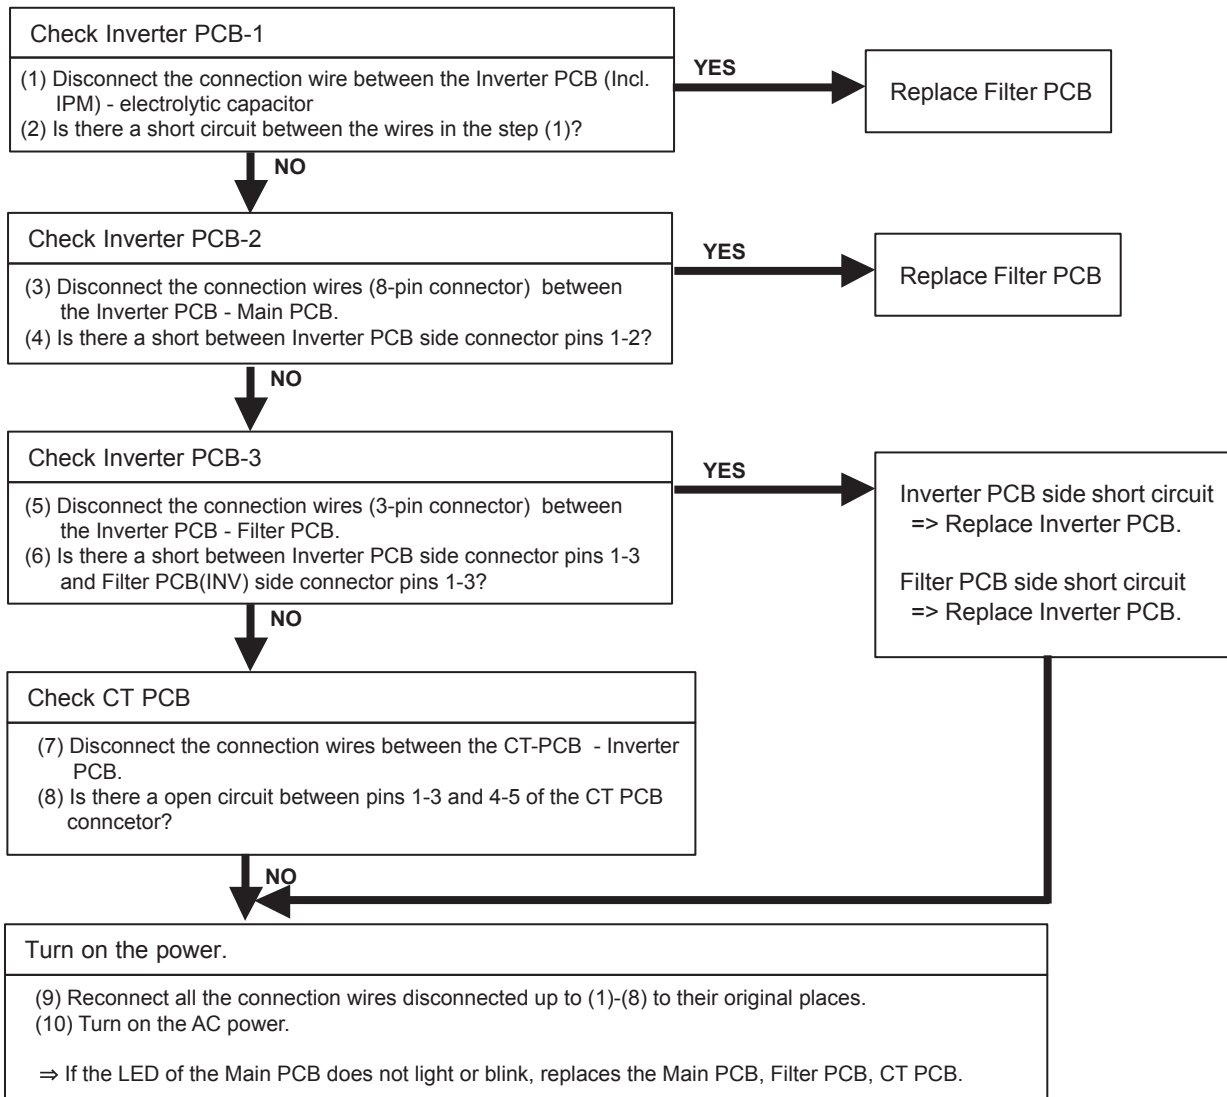 Check Inverter PCB-1
(1) Disconnect the connection wire between the Inverter PCB (Incl.
IPM) - electrolytic capacitor
(2) Is there a short circuit between the wires in the step (1)?
YES
Replace Filter PCB
NO
Check Inverter PCB-2
(3) Disconnect the connection wires (8-pin connector) between
the Inverter PCB - Main PCB.
(4) Is there a short between Inverter PCB side connector pins 1-2?
YES
Replace Filter PCB
NO
Check Inverter PCB-3
(5) Disconnect the connection wires (3-pin connector) between
the Inverter PCB - Filter PCB.
(6) Is there a short between Inverter PCB side connector pins 1-3
and Filter PCB(INV) side connector pins 1-3?
YES
Inverter PCB side short circuit
=> Replace Inverter PCB.
Filter PCB side short circuit
=> Replace Inverter PCB.
NO
Check CT PCB
(7) Disconnect the connection wires between the CT-PCB - Inverter
PCB.
(8) Is there a open circuit between pins 1-3 and 4-5 of the CT PCB
conncetor?
NO
Turn on the power.
(9) Reconnect all the connection wires disconnected up to (1)-(8) to their original places.
(10) Turn on the AC power.
⇒ If the LED of the Main PCB does not light or blink, replaces the Main PCB, Filter PCB, CT PCB.